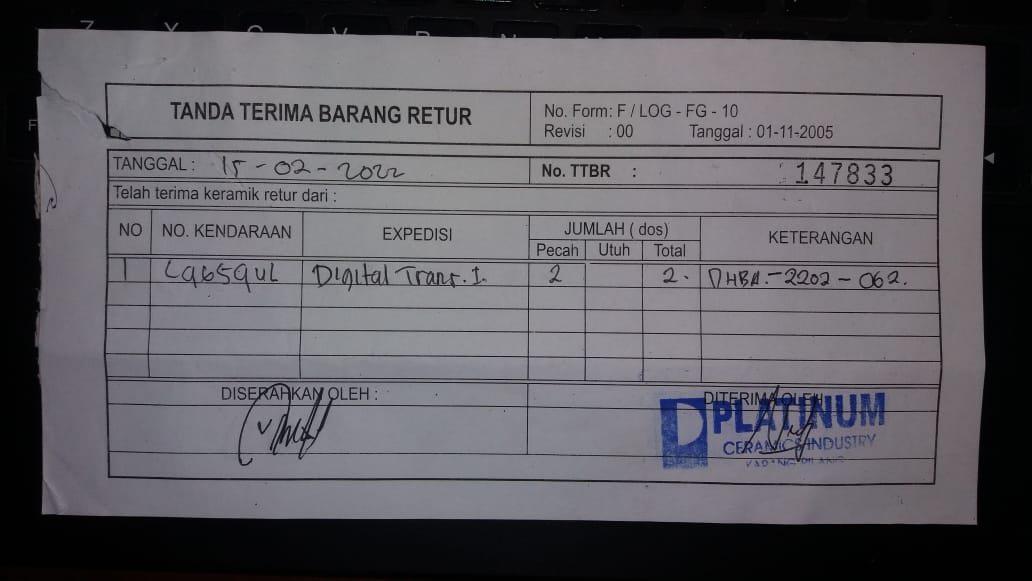 TANDA TERIMA BARANG RETUR
No. Form: F / LOG - FG - 10
Revisi : 00 Tanggal : 01-11-2005
TANGGAL : 15-02-2022 No. TTBR : 147833
Telah terima keramik retur dari :
NO NO. KENDARAAN EXPEDISI JUMLAH ( dos) KETERANGAN
Pecah Utuh Total
1 L9659UL Digital Trans. I. 2 2. DHBA.-2202-062.
DISERAHKAN OLEH : DITERIMA OLEH
PLATINUM
CERAMICS INDUSTRY
KARANG PILANG